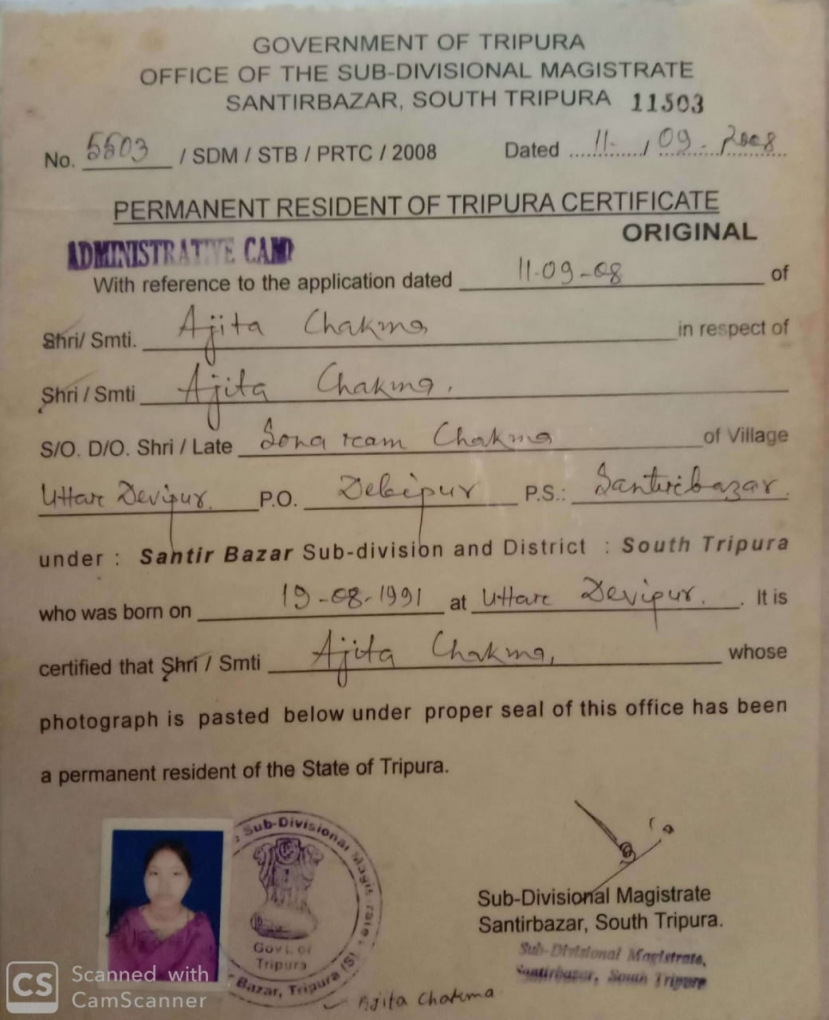 GOVERNMENT OF TRIPURA
OFFICE OF THE SUB-DIVISIONAL MAGISTRATE
SANTIRBAZAR, SOUTH TRIPURA 11503
No. 5503 / SDM / STB / PRTC / 2008 Dated 11 / 09 - 2008
PERMANENT RESIDENT OF TRIPURA CERTIFICATE
ORIGINAL
ADMINISTRATIVE CAMP
With reference to the application dated 11-09-08 of
Shri/ Smti. Ajita Chakma in respect of
Shri / Smti Ajita Chakma.
S/O. D/O. Shri / Late Sona ram Chakma of Village
Uttar Devipur. P.O. Debipur P.S.: Santirbazar.
under : Santir Bazar Sub-division and District : South Tripura
who was born on 19-08-1991 at Uttar Devipur. . It is
certified that Shri / Smti Ajita Chakma, whose
photograph is pasted below under proper seal of this office has been
a permanent resident of the State of Tripura.
Sub-Divisional Magistrate
Govt. of
Tripura
Bazar, Tripura (S)
Sub-Divisional Magistrate
Santirbazar, South Tripura.
Sub-Divisional Magistrate,
Santirbazar, South Tripura
Ajita Chakma
CS Scanned with
CamScanner